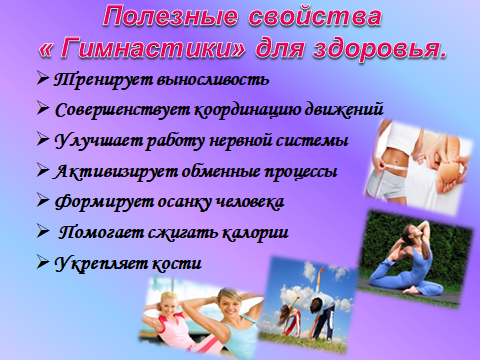 Полезные свойства
« Гимнастики» для здоровья.
Тренирует выносливость
Совершенствует координацию движений
Улучшает работу нервной системы
Активизирует обменные процессы
Формирует осанку человека
Помогает сжигать калории
Укрепляет кости